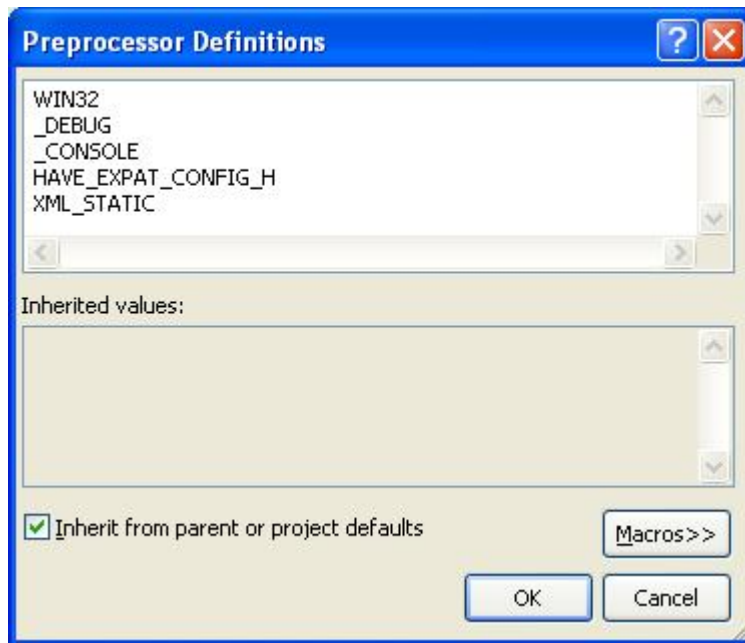 Preprocessor Definitions
WIN32
_DEBUG
_CONSOLE
HAVE_EXPAT_CONFIG_H
XML_STATIC
Inherited values:
Inherit from parent or project defaults
Macros>>
OK Cancel